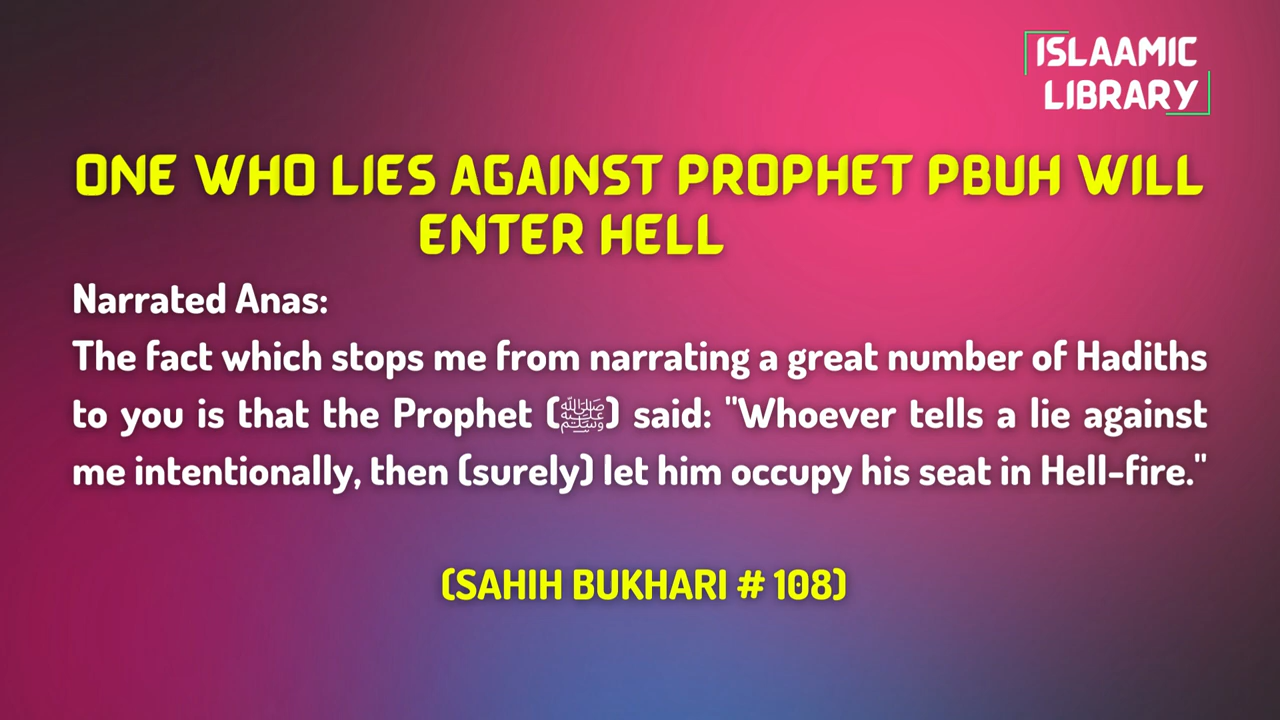 ISLAAMIC
LIBRARY
ONE WHO LIES AGAINST PROPHET PBUH WILL
ENTER HELL
Narrated Anas:
The fact which stops me from narrating a great number of Hadiths
to you is that the Prophet (ﷺ) said: "Whoever tells a lie against
me intentionally, then (surely) let him occupy his seat in Hell-fire."
(SAHIH BUKHARI # 108)